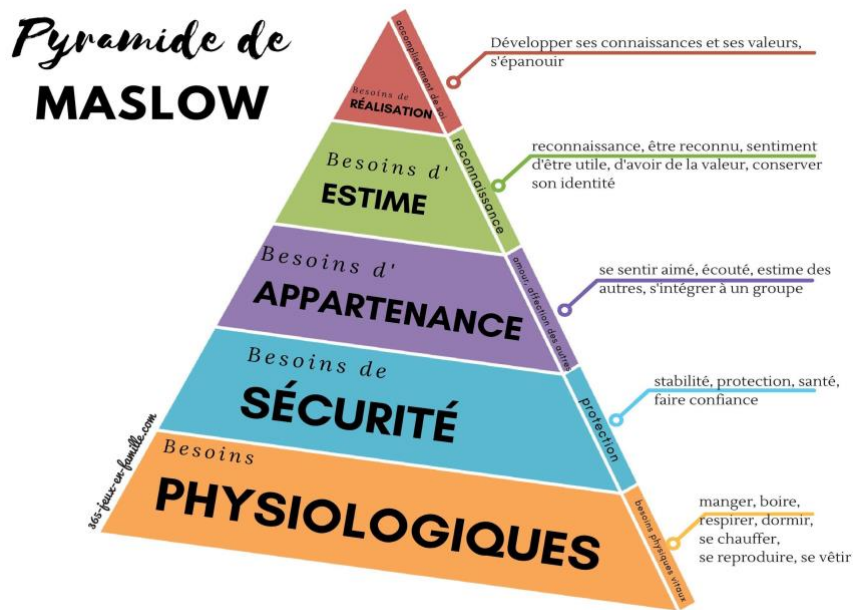 Pyramide de
MASLOW
Besoins de
RÉALISATION
accomplissement de soi
Développer ses connaissances et ses valeurs,
s'épanouir
Besoins d'
ESTIME
reconnaissance
reconnaissance, être reconnu, sentiment
d'être utile, d'avoir de la valeur, conserver
son identité
Besoins d'
APPARTENANCE
amour, affection des autres
se sentir aimé, écouté, estime des
autres, s'intégrer à un groupe
Besoins de
SÉCURITÉ
protection
stabilité, protection, santé,
faire confiance
Besoins
PHYSIOLOGIQUES
besoins physiques vitaux
manger, boire,
respirer, dormir,
se chauffer,
se reproduire, se vêtir
365-jeux-en-famille.com